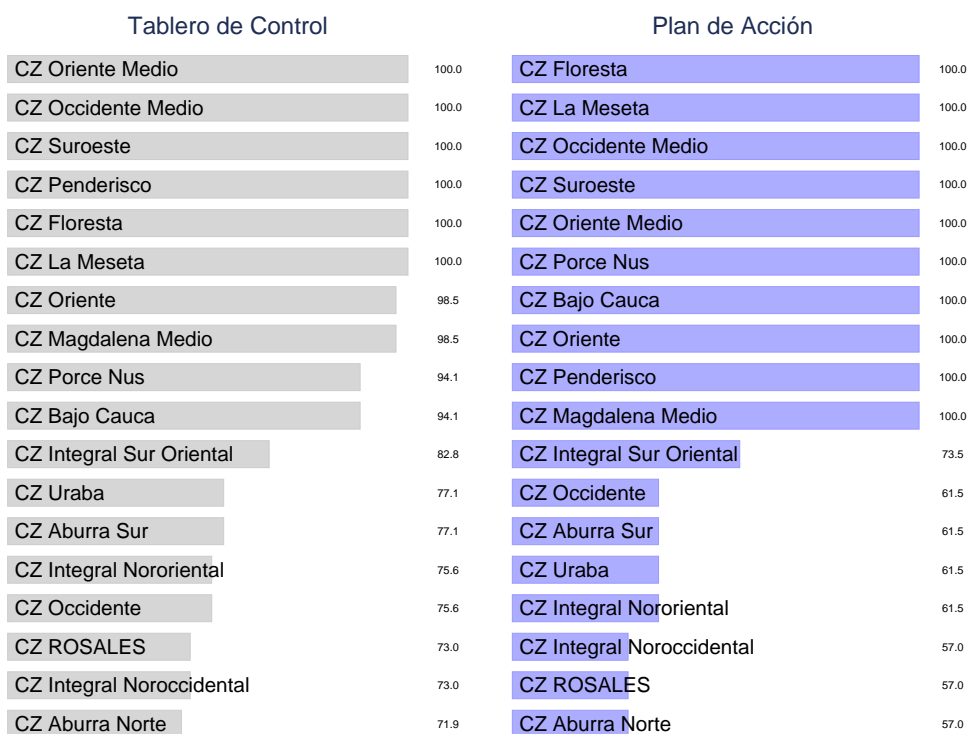 Tablero de Control
CZ Oriente Medio 100.0
CZ Occidente Medio 100.0
CZ Suroeste 100.0
CZ Penderisco 100.0
CZ Floresta 100.0
CZ La Meseta 100.0
CZ Oriente 98.5
CZ Magdalena Medio 98.5
CZ Porce Nus 94.1
CZ Bajo Cauca 94.1
CZ Integral Sur Oriental 82.8
CZ Uraba 77.1
CZ Aburra Sur 77.1
CZ Integral Nororiental 75.6
CZ Occidente 75.6
CZ ROSALES 73.0
CZ Integral Noroccidental 73.0
CZ Aburra Norte 71.9
Plan de Acción
CZ Floresta 100.0
CZ La Meseta 100.0
CZ Occidente Medio 100.0
CZ Suroeste 100.0
CZ Oriente Medio 100.0
CZ Porce Nus 100.0
CZ Bajo Cauca 100.0
CZ Oriente 100.0
CZ Penderisco 100.0
CZ Magdalena Medio 100.0
CZ Integral Sur Oriental 73.5
CZ Occidente 61.5
CZ Aburra Sur 61.5
CZ Uraba 61.5
CZ Integral Nororiental 61.5
CZ Integral Noroccidental 57.0
CZ ROSALES 57.0
CZ Aburra Norte 57.0